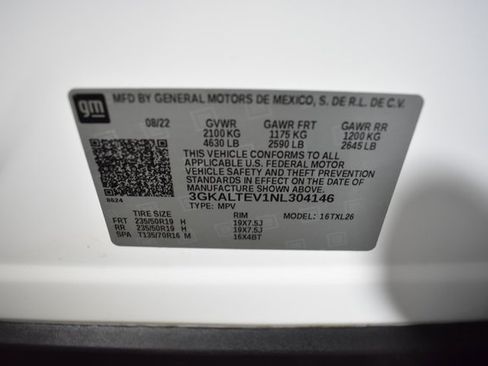 gm
MFD BY GENERAL MOTORS DE MEXICO, S. DE R.L. DE C.V.
08/22 GVWR GAWR FRT GAWR RR
2100 KG 1175 KG 1200 KG
4630 LB 2590 LB 2645 LB
THIS VEHICLE CONFORMS TO ALL
APPLICABLE U.S. FEDERAL MOTOR
VEHICLE SAFETY AND THEFT
PREVENTION STANDARDS IN EFFECT ON
THE DATE OF MANUFACTURE SHOWN ABOVE.
8624 3GKALTEV1NL304146
TYPE: MPV
TIRE SIZE RIM MODEL: 16TXL26
FRT 235/50R19 H 19X7.5J
RR 235/50R19 H 19X7.5J
SPA T135/70R16 M 16X4BT